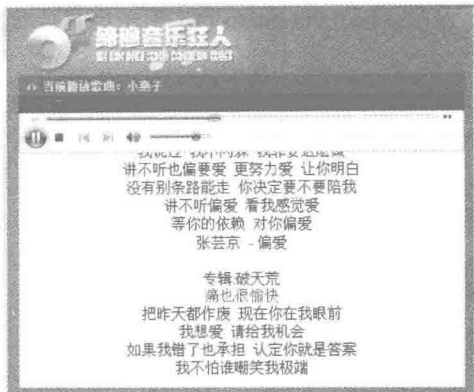 音乐狂人
当前播放歌曲：小燕子
讲不听也偏要爱 更努力爱 让你明白
没有别条路能走 你决定要不要陪我
讲不听偏爱 看我感觉爱
等你的依赖 对你偏爱
张芸京 - 偏爱
专辑:破天荒
痛也很愉快
把昨天都作废 现在你在我眼前
我想爱 请给我机会
如果我错了也承担 认定你就是答案
我不怕谁嘲笑我极端